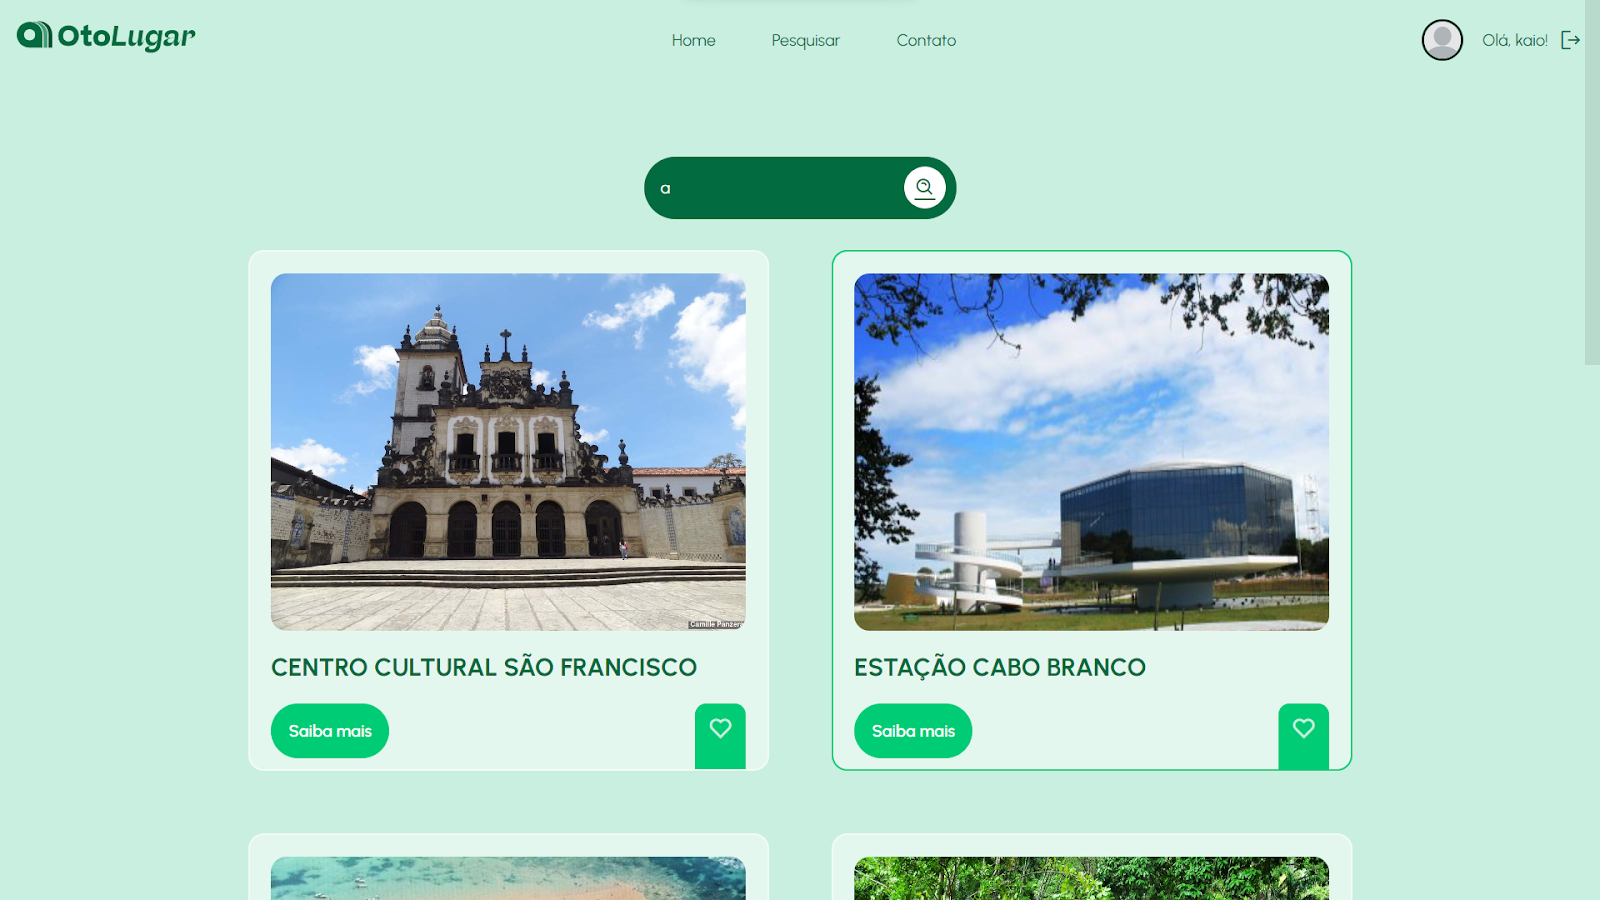 OtoLugar
Home Pesquisar Contato
Olá, kaio!
a
Camille Panzera
CENTRO CULTURAL SÃO FRANCISCO
ESTAÇÃO CABO BRANCO
Saiba mais
Saiba mais